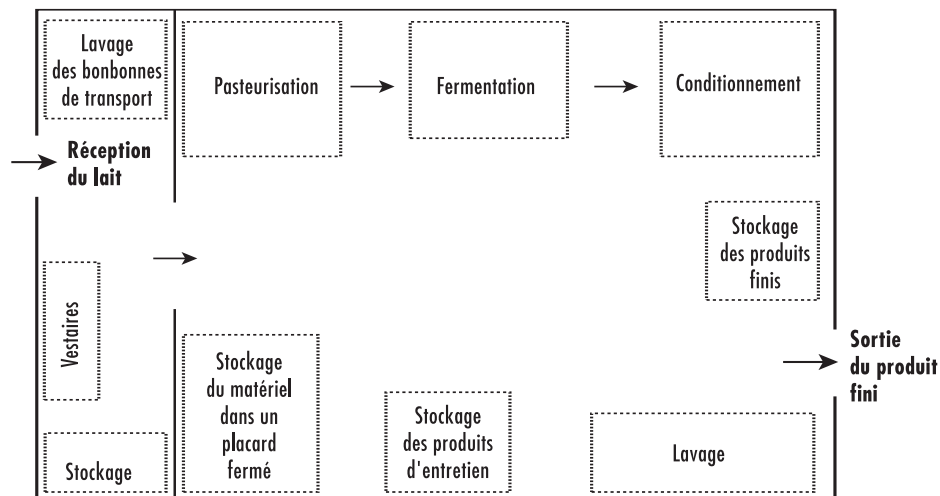 Lavage
des bonbonnes
de transport
Pasteurisation
Fermentation
Conditionnement
Réception
du lait
Stockage
des produits
finis
Vestiaires
Sortie
du produit
fini
Stockage
du matériel
dans un
placard
fermé
Stockage
des produits
d'entretien
Lavage
Stockage